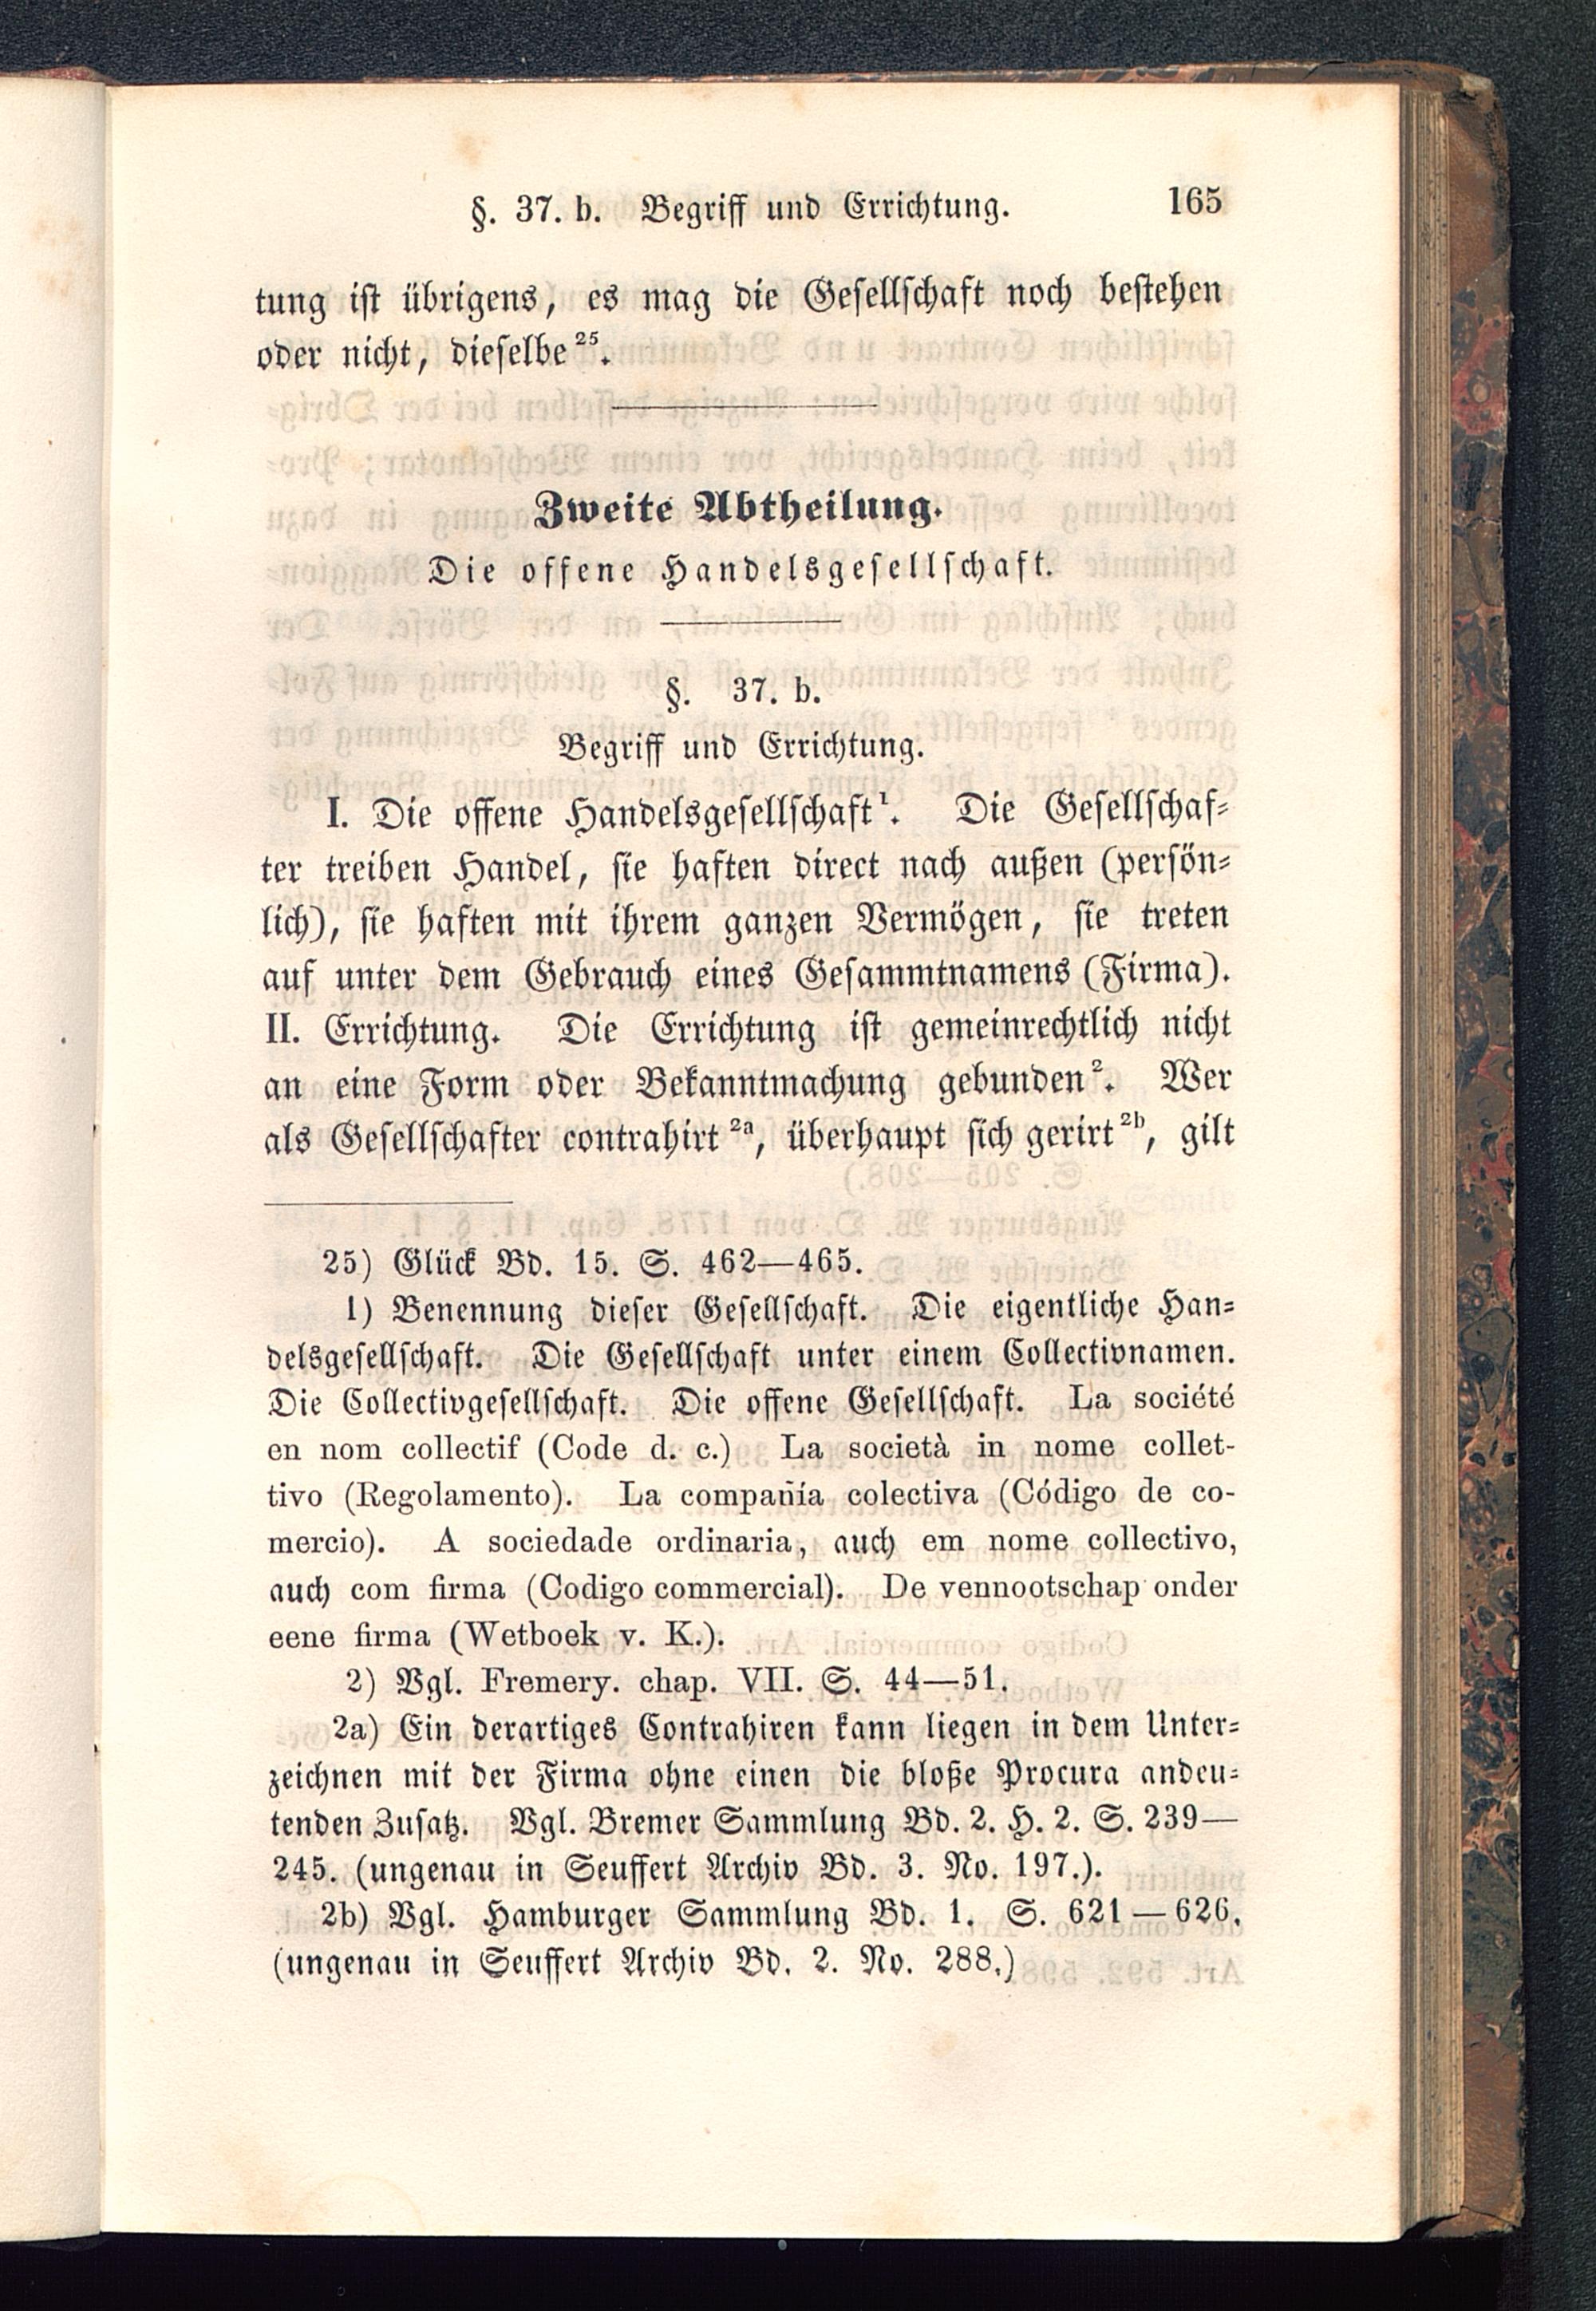 §. 37. b. Begriff und Errichtung. 165
tung ist übrigens, es mag die Gesellschaft noch bestehen
oder nicht, dieselbe²⁵.
Zweite Abtheilung.
Die offene Handelsgesellschaft.
§. 37. b.
Begriff und Errichtung.
I. Die offene Handelsgesellschaft¹. Die Gesellschaf-
ter treiben Handel, sie haften direct nach außen (persön-
lich), sie haften mit ihrem ganzen Vermögen, sie treten
auf unter dem Gebrauch eines Gesammtnamens (Firma).
II. Errichtung. Die Errichtung ist gemeinrechtlich nicht
an eine Form oder Bekanntmachung gebunden². Wer
als Gesellschafter contrahirt ²ᵃ, überhaupt sich gerirt ²ᵇ, gilt
25) Glück Bd. 15. S. 462—465.
1) Benennung dieser Gesellschaft. Die eigentliche Han-
delsgesellschaft. Die Gesellschaft unter einem Collectivnamen.
Die Collectivgesellschaft. Die offene Gesellschaft. La société
en nom collectif (Code d. c.) La società in nome collet-
tivo (Regolamento). La compañía colectiva (Código de co-
mercio). A sociedade ordinaria, auch em nome collectivo,
auch com firma (Codigo commercial). De vennootschap onder
eene firma (Wetboek v. K.).
2) Vgl. Fremery. chap. VII. S. 44—51.
2a) Ein derartiges Contrahiren kann liegen in dem Unter-
zeichnen mit der Firma ohne einen die bloße Procura andeu-
tenden Zusatz. Vgl. Bremer Sammlung Bd. 2. H. 2. S. 239—
245. (ungenau in Seuffert Archiv Bd. 3. No. 197.).
2b) Vgl. Hamburger Sammlung Bd. 1. S. 621—626.
(ungenau in Seuffert Archiv Bd. 2. No. 288.)